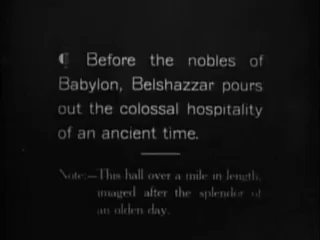 ¶ Before the nobles of
Babylon, Belshazzar pours
out the colossal hospitality
of an ancient time.
Note:—This hall over a mile in length,
imaged after the splendor of
an olden day.